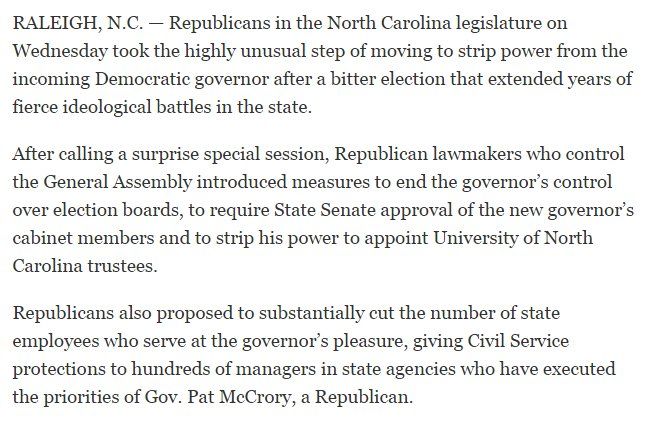 RALEIGH, N.C. — Republicans in the North Carolina legislature on
Wednesday took the highly unusual step of moving to strip power from the
incoming Democratic governor after a bitter election that extended years of
fierce ideological battles in the state.
After calling a surprise special session, Republican lawmakers who control
the General Assembly introduced measures to end the governor’s control
over election boards, to require State Senate approval of the new governor’s
cabinet members and to strip his power to appoint University of North
Carolina trustees.
Republicans also proposed to substantially cut the number of state
employees who serve at the governor’s pleasure, giving Civil Service
protections to hundreds of managers in state agencies who have executed
the priorities of Gov. Pat McCrory, a Republican.